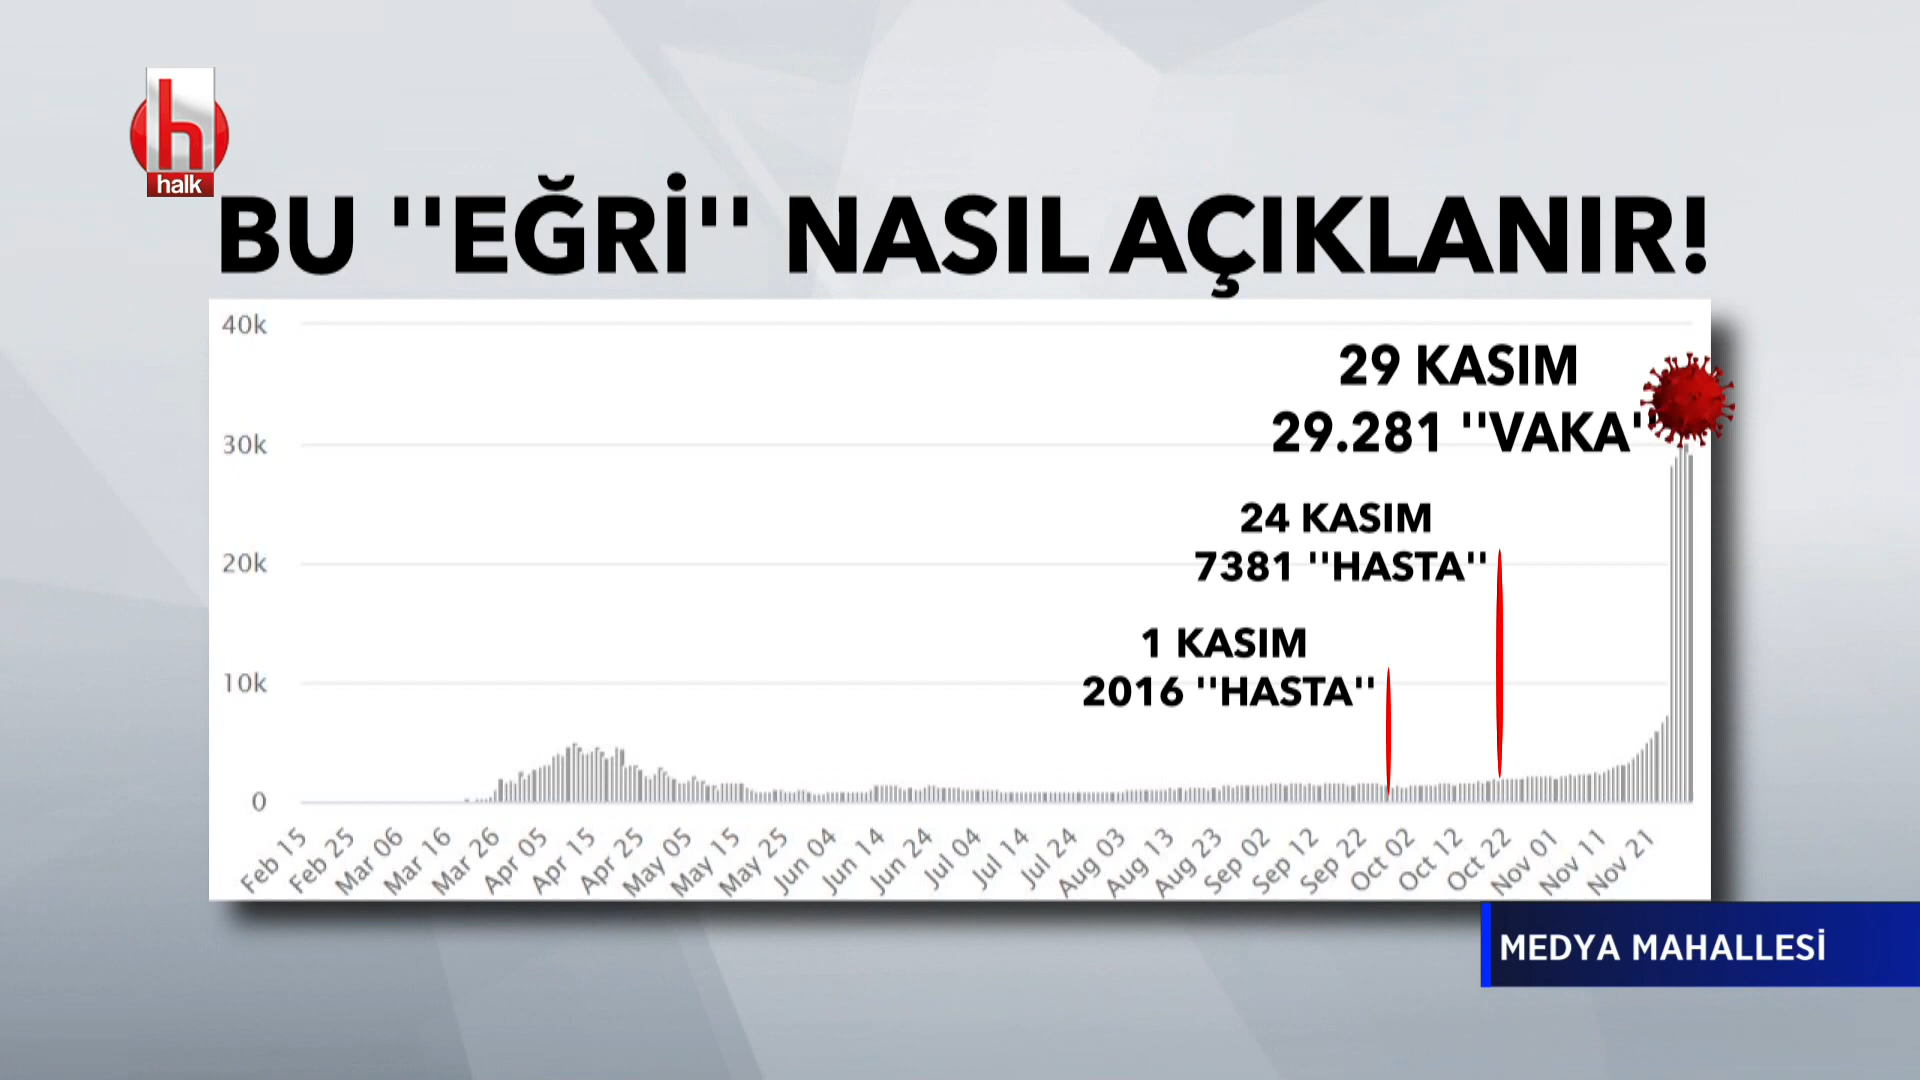 h
halk
BU ''EĞRİ'' NASIL AÇIKLANIR!
40k
30k
20k
10k
0
29 KASIM
29.281 ''VAKA''
24 KASIM
7381 ''HASTA''
1 KASIM
2016 ''HASTA''
Feb 15
Feb 25
Mar 06
Mar 16
Mar 26
Apr 05
Apr 15
Apr 25
May 05
May 15
May 25
Jun 04
Jun 14
Jun 24
Jul 04
Jul 14
Jul 24
Aug 03
Aug 13
Aug 23
Sep 02
Sep 12
Sep 22
Oct 02
Oct 12
Oct 22
Nov 01
Nov 11
Nov 21
MEDYA MAHALLESİ